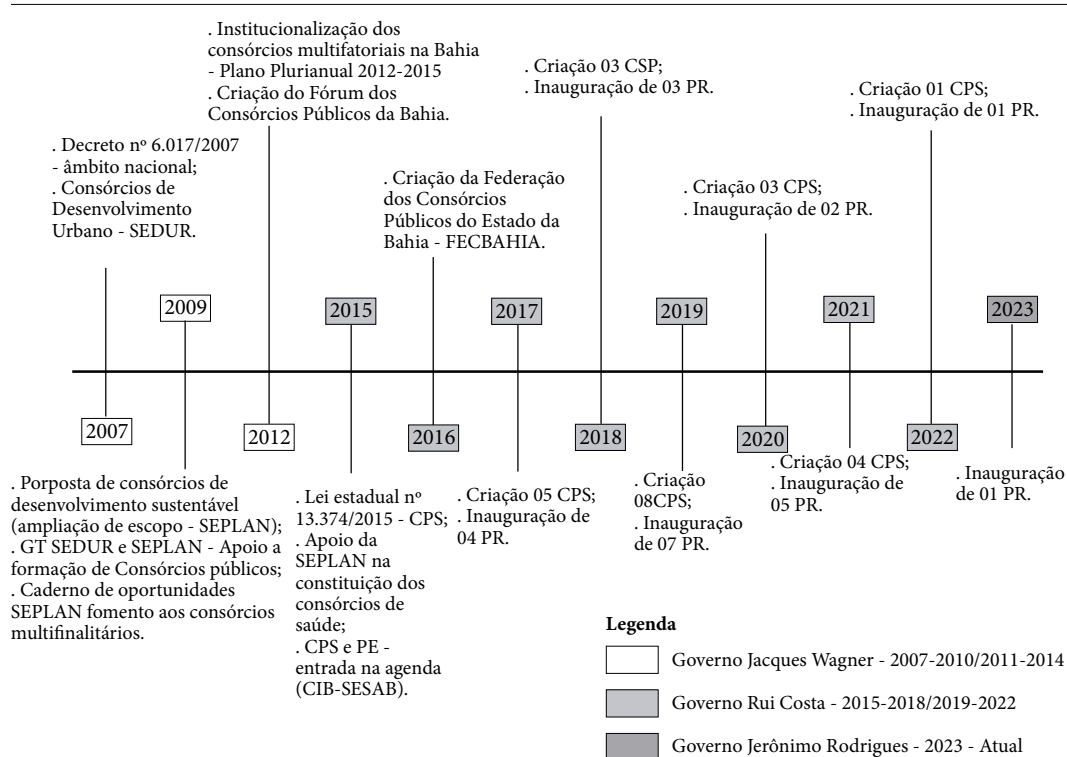 . Institucionalização dos
consórcios multifatoriais na Bahia
- Plano Plurianual 2012-2015
. Criação do Fórum dos
Consórcios Públicos da Bahia.
. Criação 03 CSP;
. Inauguração de 03 PR.
. Criação 01 CPS;
. Inauguração de 01 PR.
. Decreto nº 6.017/2007
- âmbito nacional;
. Consórcios de
Desenvolvimento
Urbano - SEDUR.
. Criação da Federação
dos Consórcios
Públicos do Estado da
Bahia - FECBAHIA.
. Criação 03 CPS;
. Inauguração de 02 PR.
2009
2015
2017
2019
2021
2023
2007
2012
2016
2018
2020
2022
. Porposta de consórcios de
desenvolvimento sustentável
(ampliação de escopo - SEPLAN);
. GT SEDUR e SEPLAN - Apoio a
formação de Consórcios públicos;
. Caderno de oportunidades
SEPLAN fomento aos consórcios
multifinalitários.
. Lei estadual nº
13.374/2015 - CPS;
. Apoio da
SEPLAN na
constituição dos
consórcios de
saúde;
. CPS e PE -
entrada na agenda
(CIB-SESAB).
. Criação 05 CPS;
. Inauguração de
04 PR.
. Criação
08CPS;
. Inauguração
de 07 PR.
. Criação 04 CPS;
. Inauguração de
05 PR.
. Inauguração
de 01 PR.
Legenda
Governo Jacques Wagner - 2007-2010/2011-2014
Governo Rui Costa - 2015-2018/2019-2022
Governo Jerônimo Rodrigues - 2023 - Atual